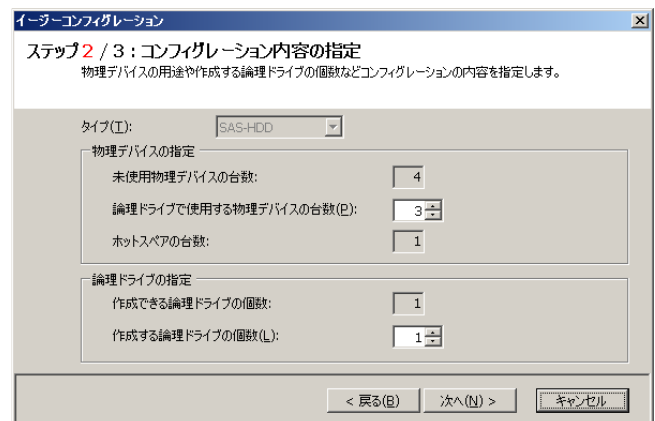 イージーコンフィグレーション
ステップ2 / 3 : コンフィグレーション内容の指定
物理デバイスの用途や作成する論理ドライブの個数などコンフィグレーションの内容を指定します。
タイプ(T): SAS-HDD
物理デバイスの指定
未使用物理デバイスの台数: 4
論理ドライブで使用する物理デバイスの台数(P): 3
ホットスペアの台数: 1
論理ドライブの指定
作成できる論理ドライブの個数: 1
作成する論理ドライブの個数(L): 1
< 戻る(B) 次へ(N) > キャンセル